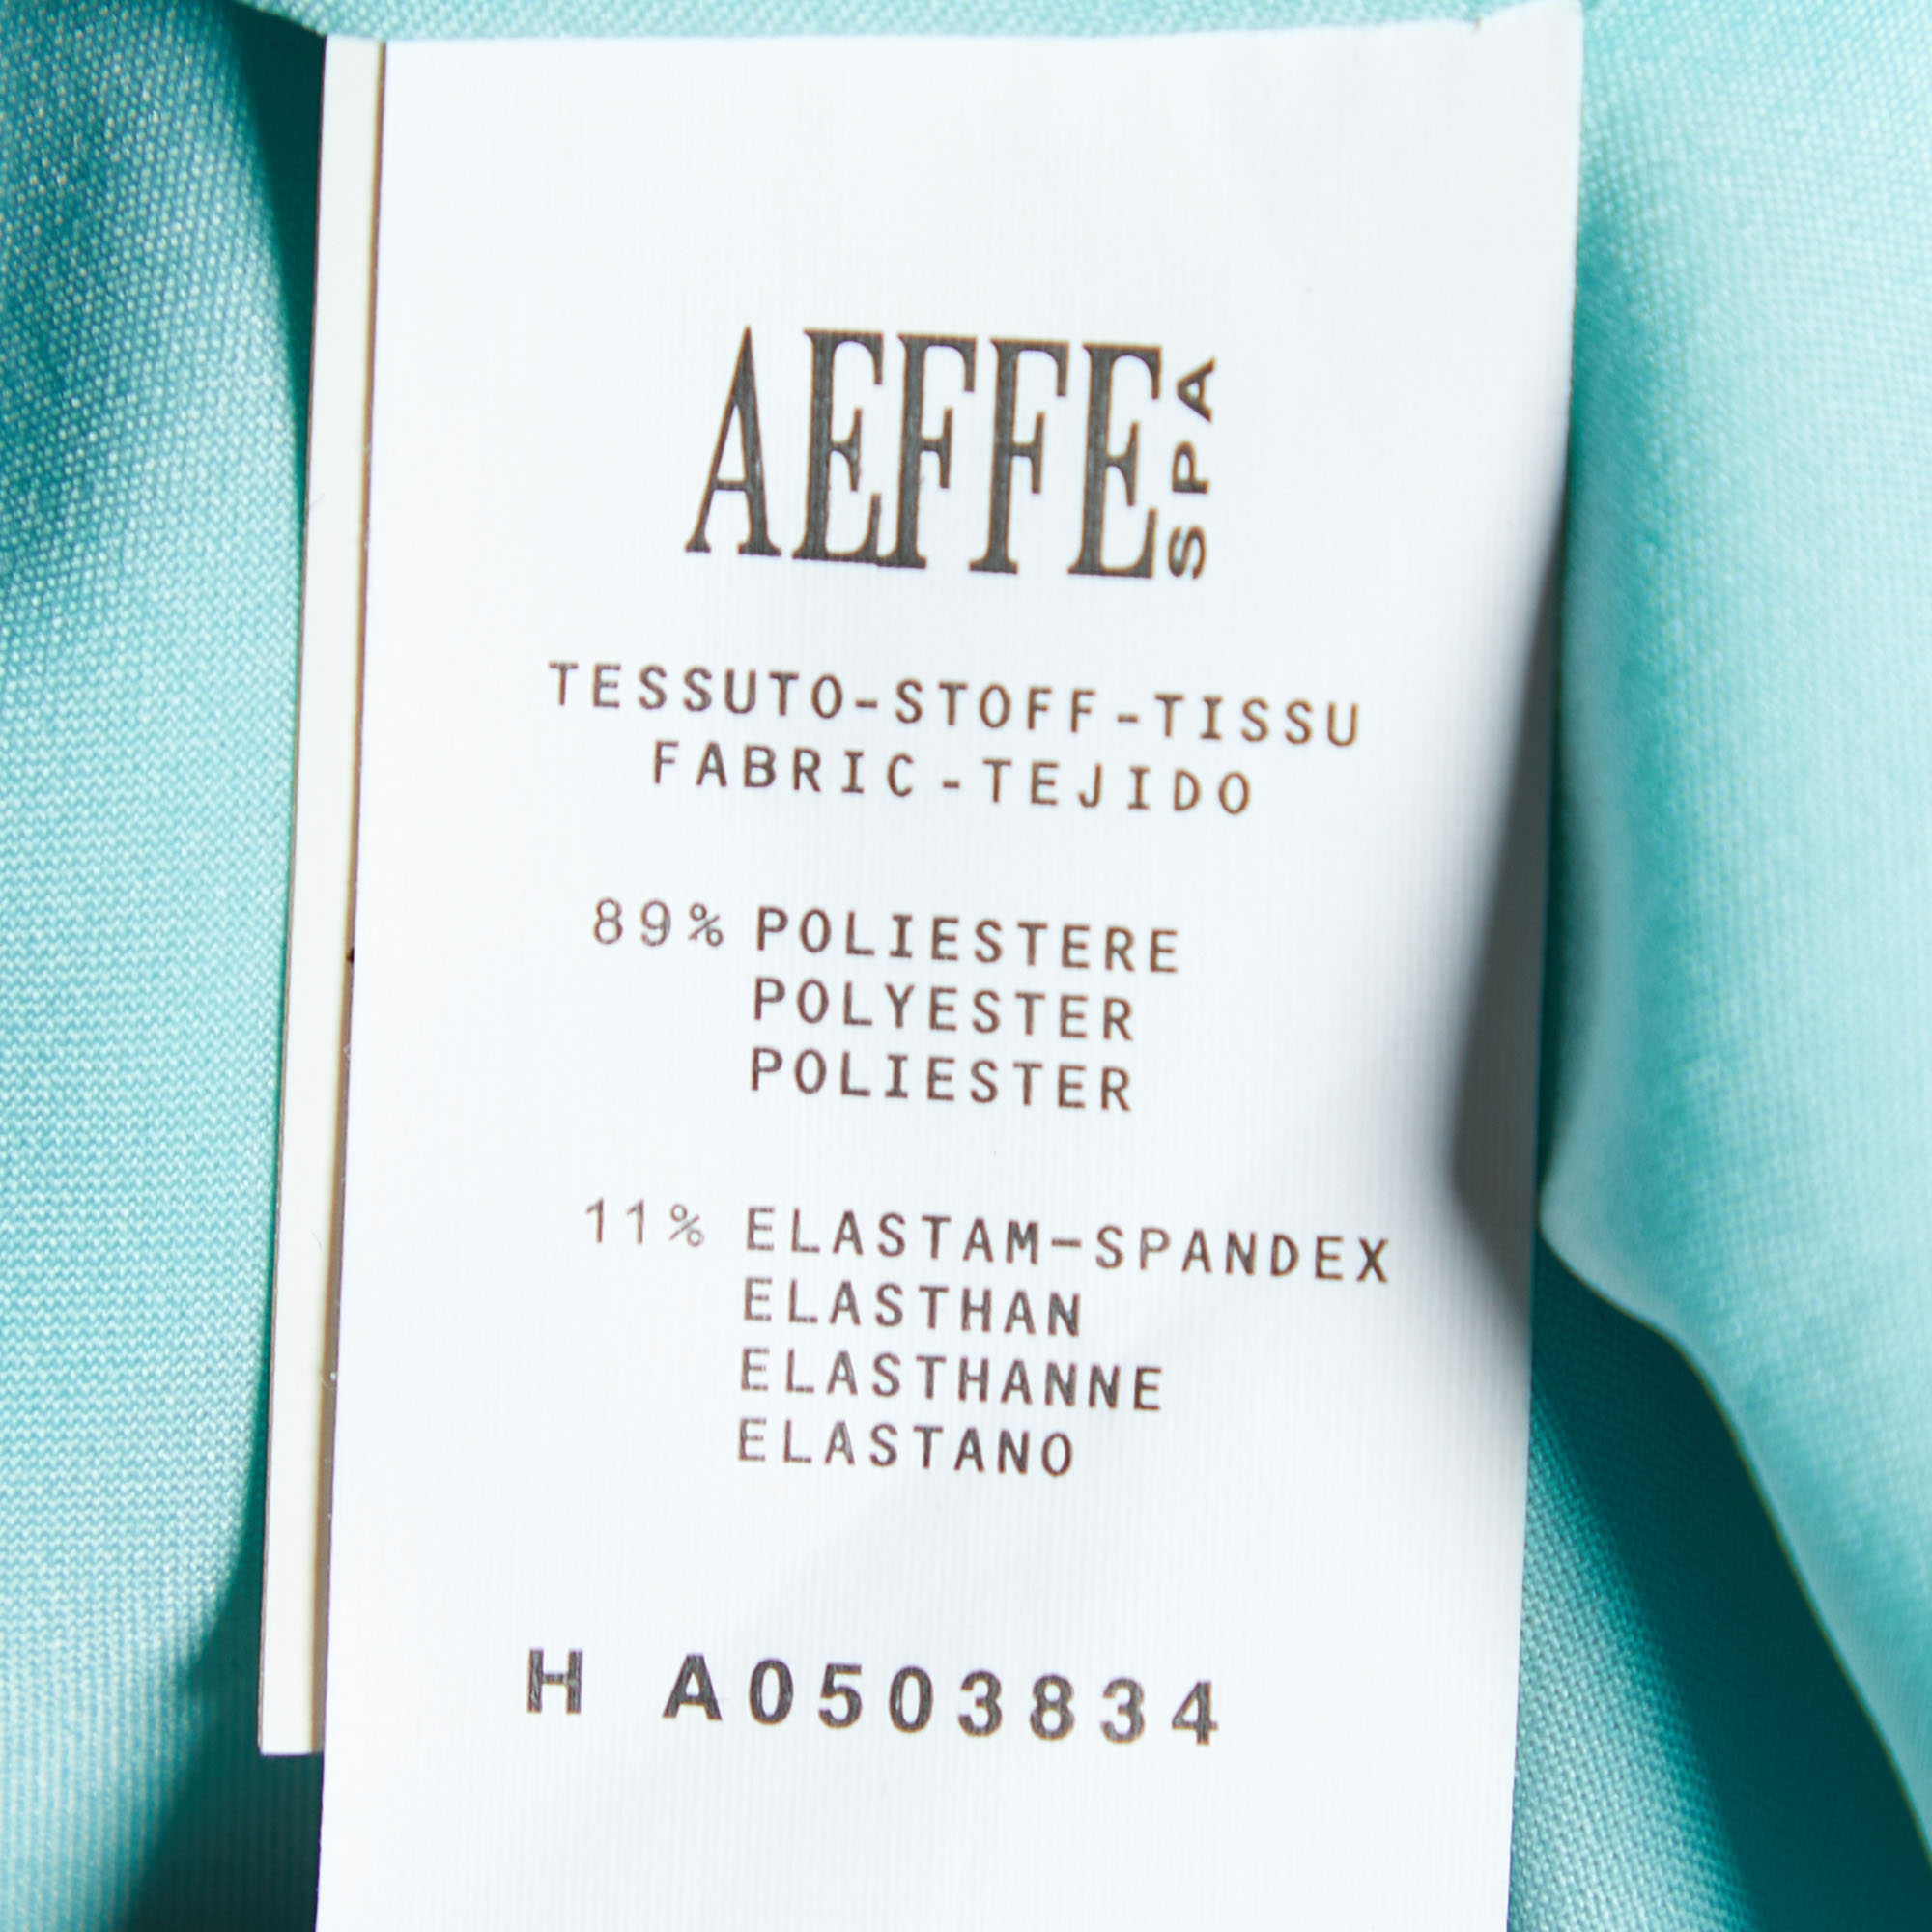 AEFFE SPA
TESSUTO-STOFF-TISSU
FABRIC-TEJIDO
89% POLIESTERE
POLYESTER
POLIESTER
11% ELASTAM-SPANDEX
ELASTHAN
ELASTHANNE
ELASTANO
H A0503834